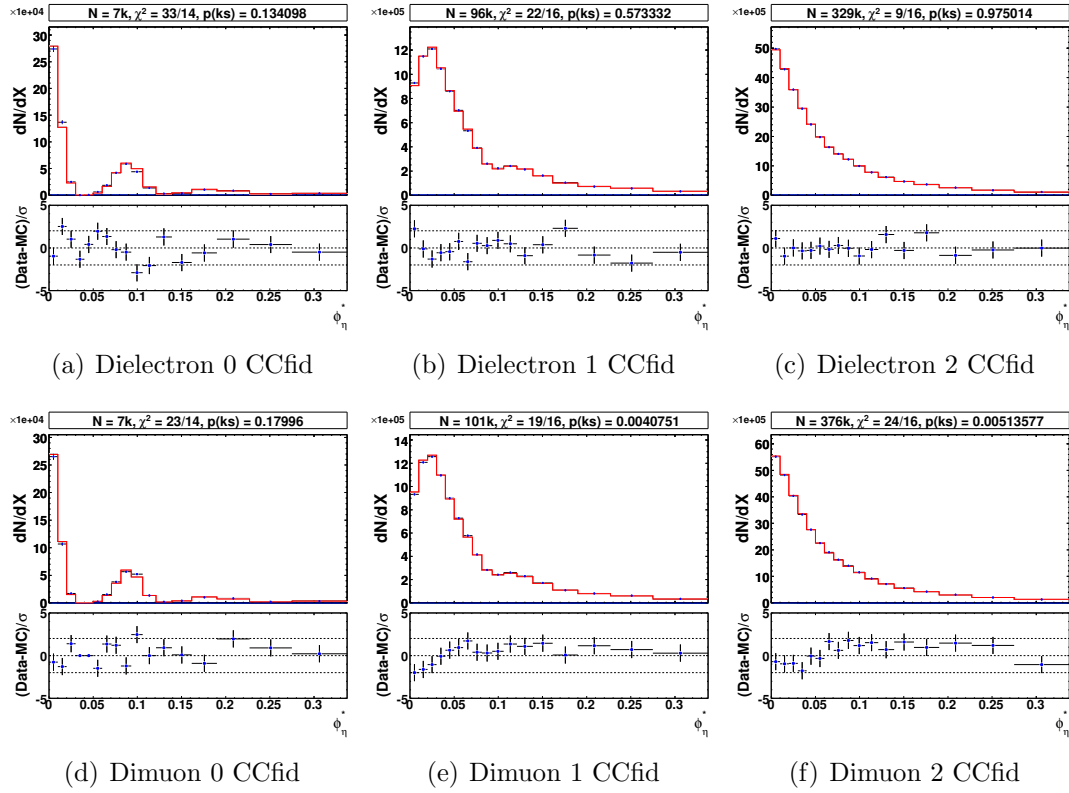 ×1e+04
N = 7k, χ² = 33/14, p(ks) = 0.134098
dN/dX
30
25
20
15
10
5
0
(Data-MC)/σ
5
0
-5
0 0.05 0.1 0.15 0.2 0.25 0.3
ϕ*η
(a) Dielectron 0 CCfid
×1e+05
N = 96k, χ² = 22/16, p(ks) = 0.573332
dN/dX
12
10
8
6
4
2
0
(Data-MC)/σ
5
0
-5
0 0.05 0.1 0.15 0.2 0.25 0.3
ϕ*η
(b) Dielectron 1 CCfid
×1e+05
N = 329k, χ² = 9/16, p(ks) = 0.975014
dN/dX
50
40
30
20
10
0
(Data-MC)/σ
5
0
-5
0 0.05 0.1 0.15 0.2 0.25 0.3
ϕ*η
(c) Dielectron 2 CCfid
×1e+04
N = 7k, χ² = 23/14, p(ks) = 0.17996
dN/dX
30
25
20
15
10
5
0
(Data-MC)/σ
5
0
-5
0 0.05 0.1 0.15 0.2 0.25 0.3
ϕ*η
(d) Dimuon 0 CCfid
×1e+05
N = 101k, χ² = 19/16, p(ks) = 0.0040751
dN/dX
14
12
10
8
6
4
2
0
(Data-MC)/σ
5
0
-5
0 0.05 0.1 0.15 0.2 0.25 0.3
ϕ*η
(e) Dimuon 1 CCfid
×1e+05
N = 376k, χ² = 24/16, p(ks) = 0.00513577
dN/dX
60
50
40
30
20
10
0
(Data-MC)/σ
5
0
-5
0 0.05 0.1 0.15 0.2 0.25 0.3
ϕ*η
(f) Dimuon 2 CCfid